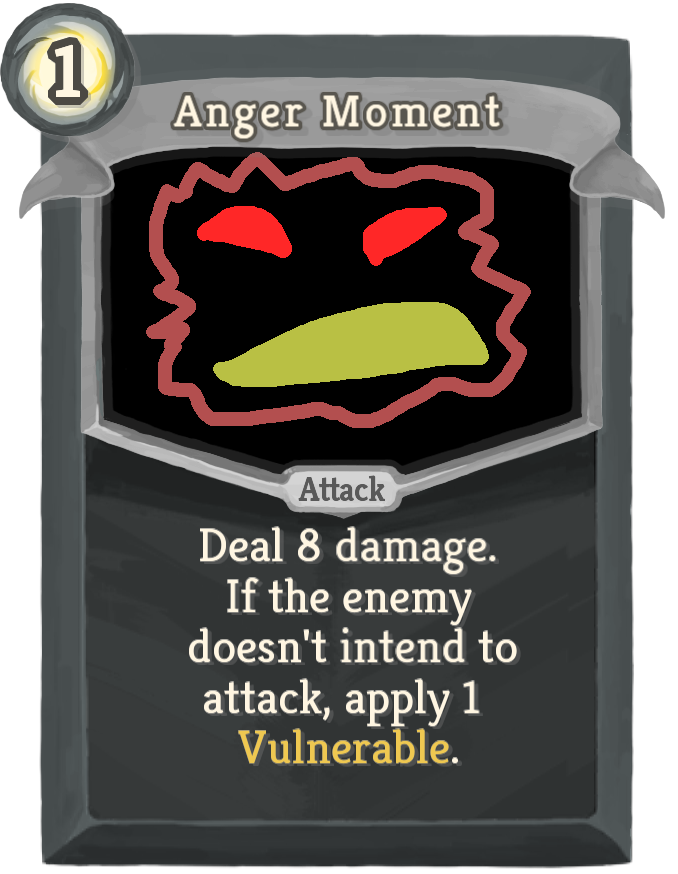 1
Anger Moment
Attack
Deal 8 damage.
If the enemy
doesn't intend to
attack, apply 1
Vulnerable.